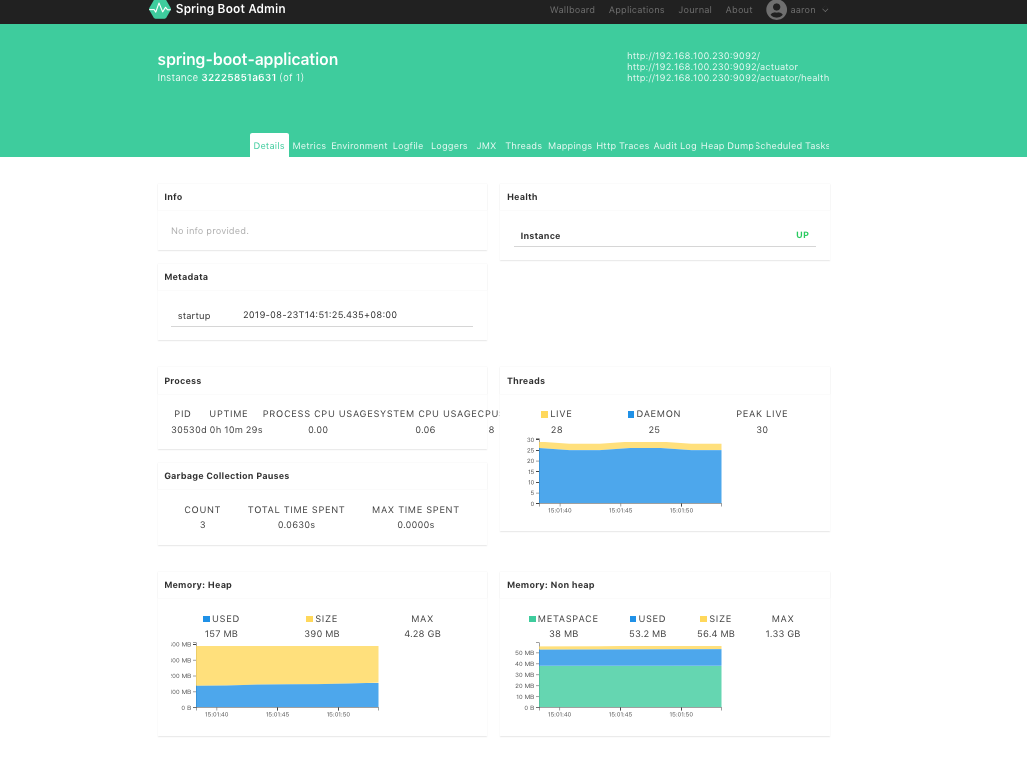 Spring Boot Admin
Wallboard Applications Journal About aaron
spring-boot-application
Instance 32225851a631 (of 1)
http://192.168.100.230:9092/
http://192.168.100.230:9092/actuator
http://192.168.100.230:9092/actuator/health
Details Metrics Environment Logfile Loggers JMX Threads Mappings Http Traces Audit Log Heap Dump Scheduled Tasks
Info
No info provided.
Health
Instance UP
Metadata
startup 2019-08-23T14:51:25.435+08:00
Process
PID UPTIME PROCESS CPU USAGE SYSTEM CPU USAGE CPU
3053 0d 0h 10m 29s 0.00 0.06 8
Garbage Collection Pauses
COUNT TOTAL TIME SPENT MAX TIME SPENT
3 0.0630s 0.0000s
Threads
LIVE DAEMON PEAK LIVE
28 25 30
30
25
20
15
10
5
0
15:01:40 15:01:45 15:01:50
Memory: Heap
USED SIZE MAX
157 MB 390 MB 4.28 GB
00 MB
00 MB
00 MB
00 MB
0 B
15:01:40 15:01:45 15:01:50
Memory: Non heap
METASPACE USED SIZE MAX
38 MB 53.2 MB 56.4 MB 1.33 GB
50 MB
40 MB
30 MB
20 MB
10 MB
0 B
15:01:40 15:01:45 15:01:50